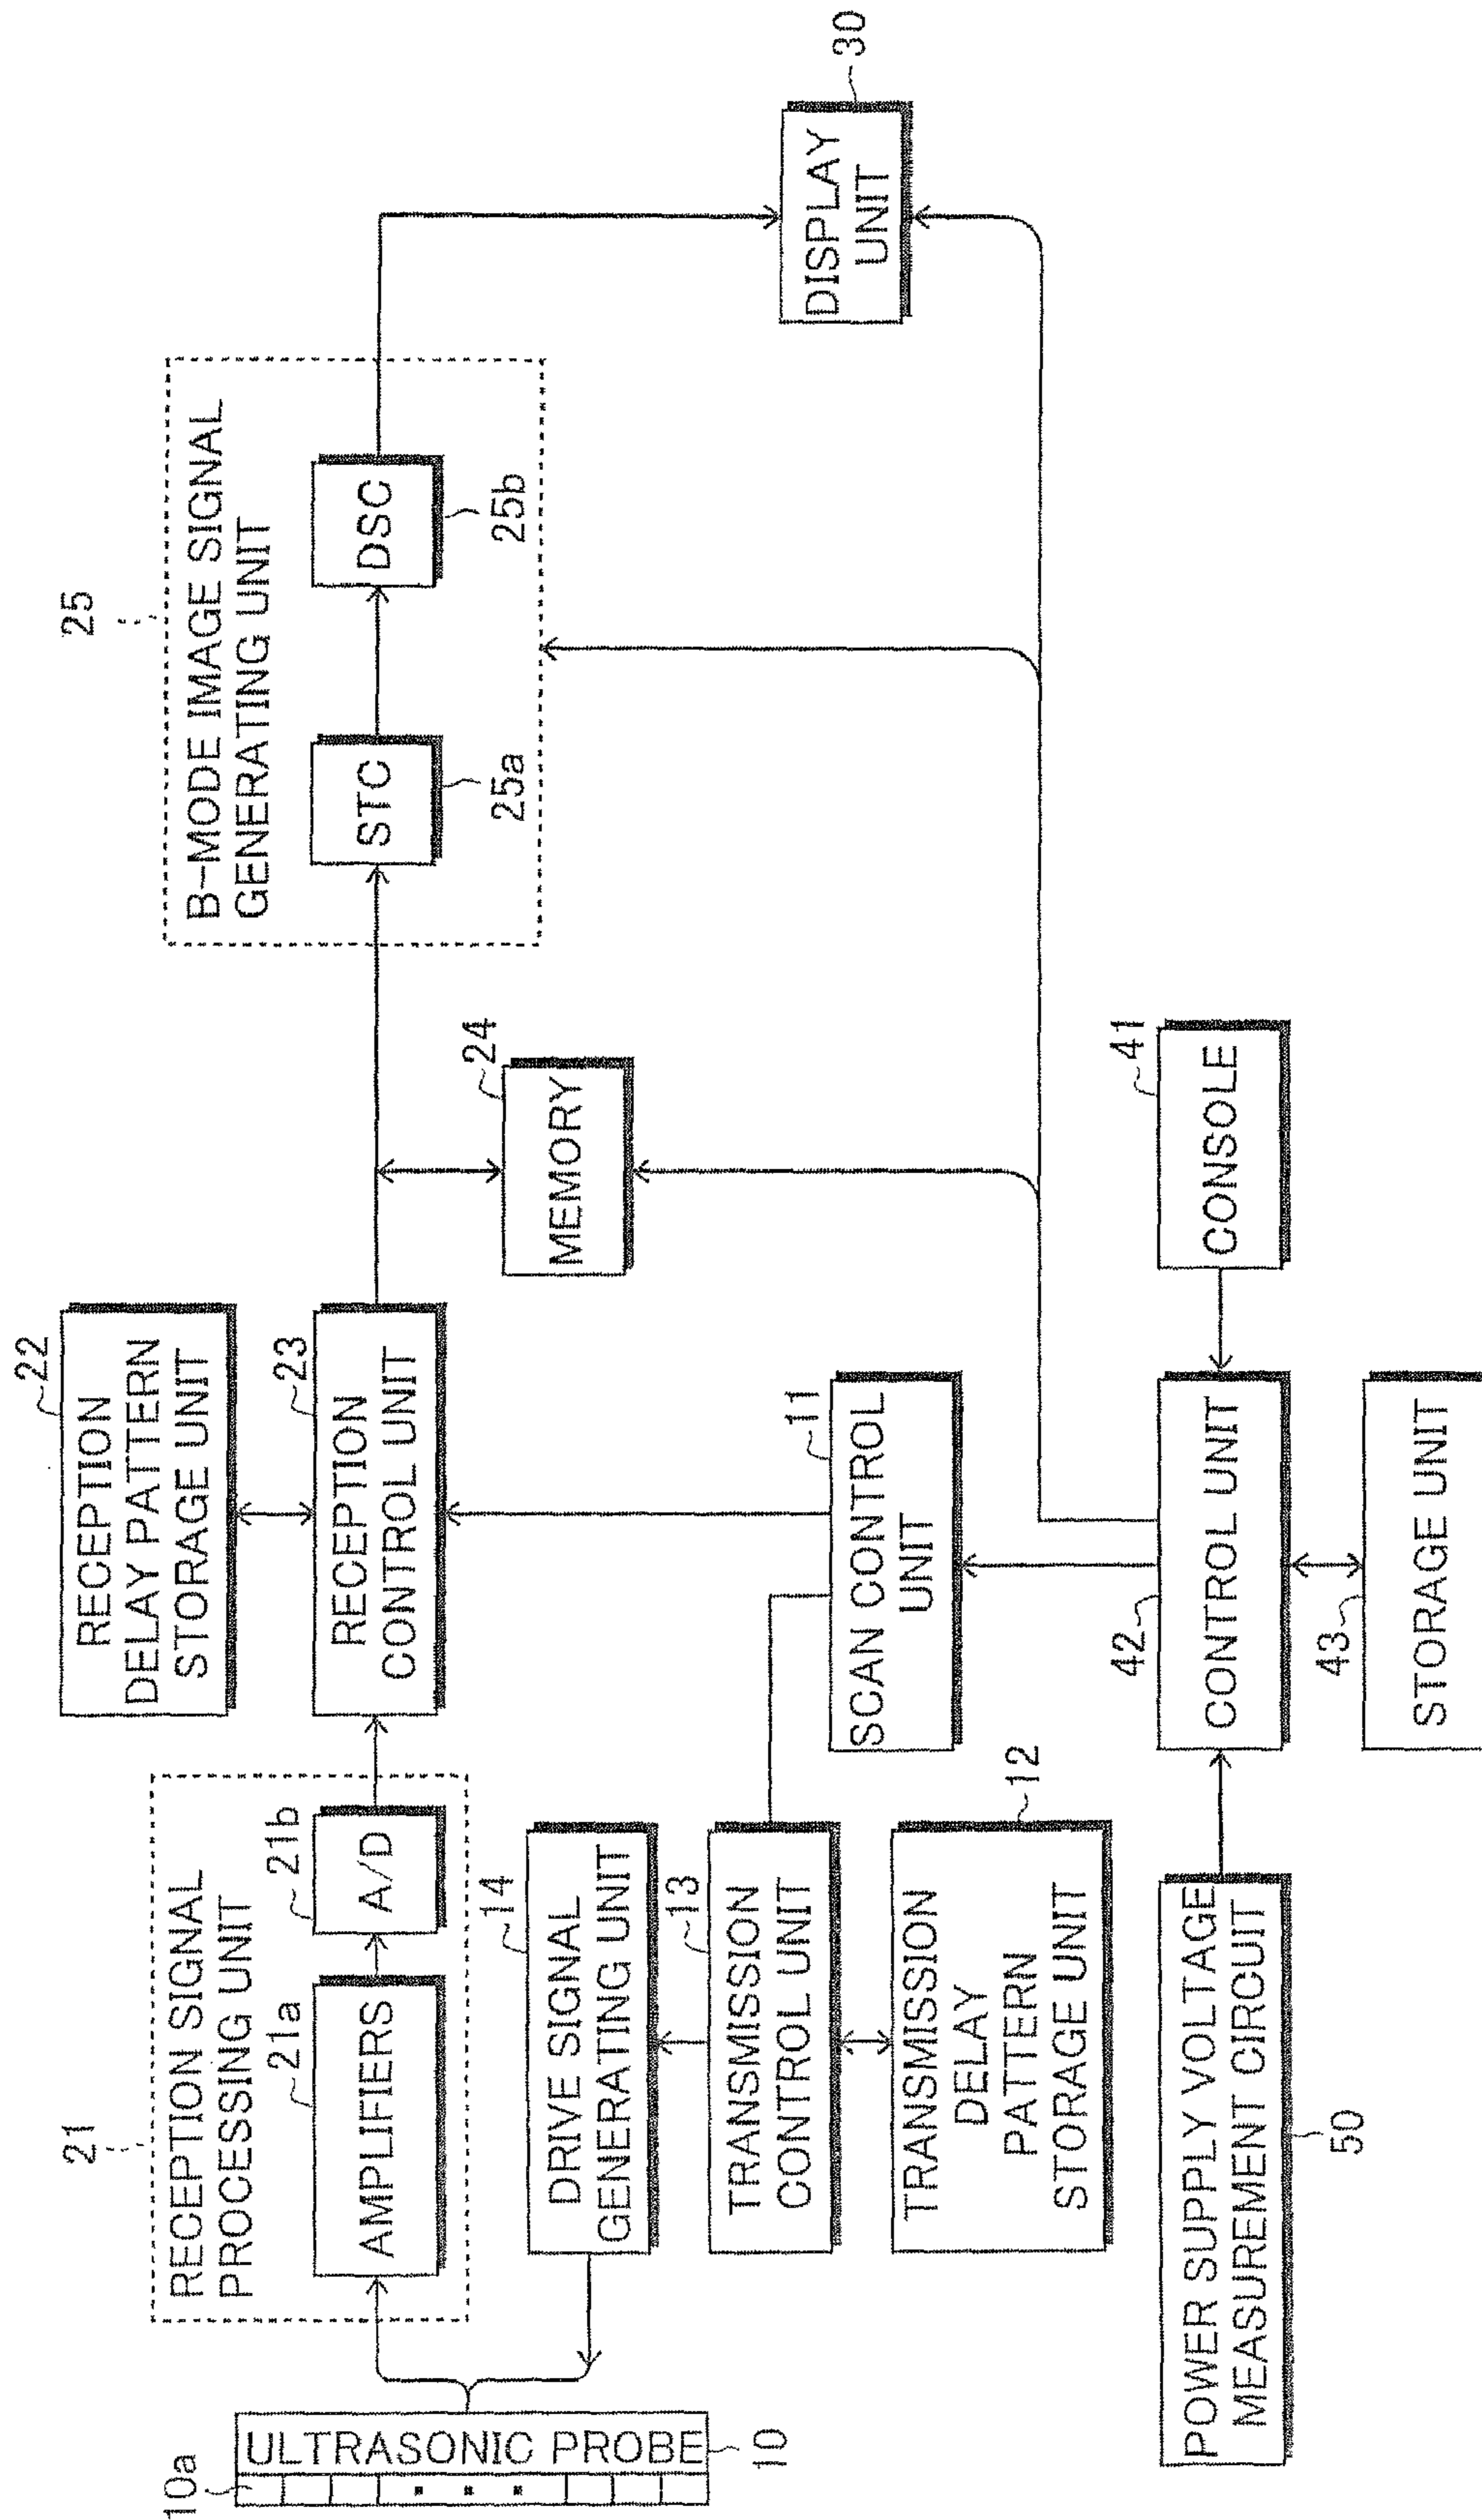 10a
ULTRASONIC PROBE
10
21
RECEPTION SIGNAL
PROCESSING UNIT
21a
AMPLIFIERS
21b
A/D
22
RECEPTION
DELAY PATTERN
STORAGE UNIT
23
RECEPTION
CONTROL UNIT
24
MEMORY
25
B-MODE IMAGE SIGNAL
GENERATING UNIT
STC
25a
DSC
25b
DISPLAY
UNIT
30
14
DRIVE SIGNAL
GENERATING UNIT
13
TRANSMISSION
CONTROL UNIT
12
TRANSMISSION
DELAY
PATTERN
STORAGE UNIT
11
SCAN CONTROL
UNIT
POWER SUPPLY VOLTAGE
MEASUREMENT CIRCUIT
50
42
CONTROL UNIT
41
CONSOLE
43
STORAGE UNIT